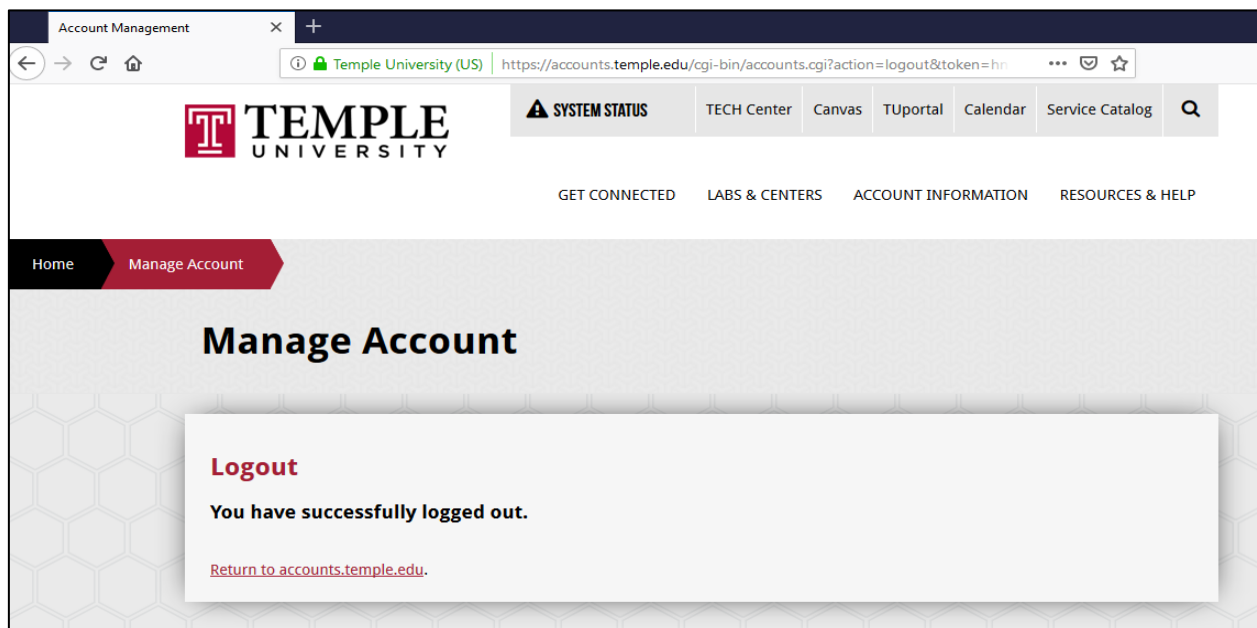 Account Management
Temple University (US) https://accounts.temple.edu/cgi-bin/accounts.cgi?action=logout&token=hn
TEMPLE
UNIVERSITY
SYSTEM STATUS TECH Center Canvas TUportal Calendar Service Catalog
GET CONNECTED LABS & CENTERS ACCOUNT INFORMATION RESOURCES & HELP
Home Manage Account
Manage Account
Logout
You have successfully logged out.
Return to accounts.temple.edu.